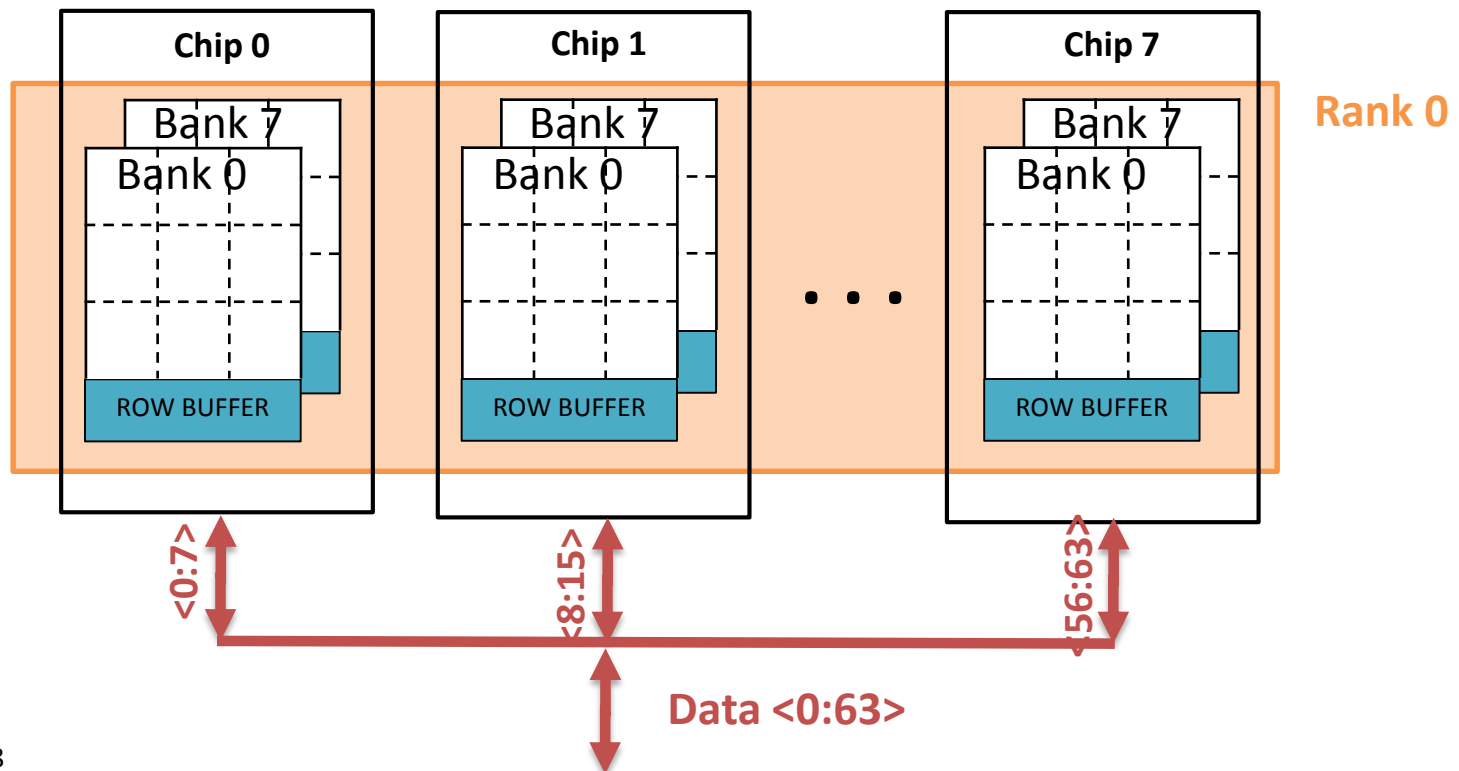 Chip 0
Chip 1
Chip 7
Rank 0
Bank 7
Bank 7
Bank 7
Bank 0
Bank 0
Bank 0
. . .
ROW BUFFER
ROW BUFFER
ROW BUFFER
<0:7>
<8:15>
<56:63>
Data <0:63>